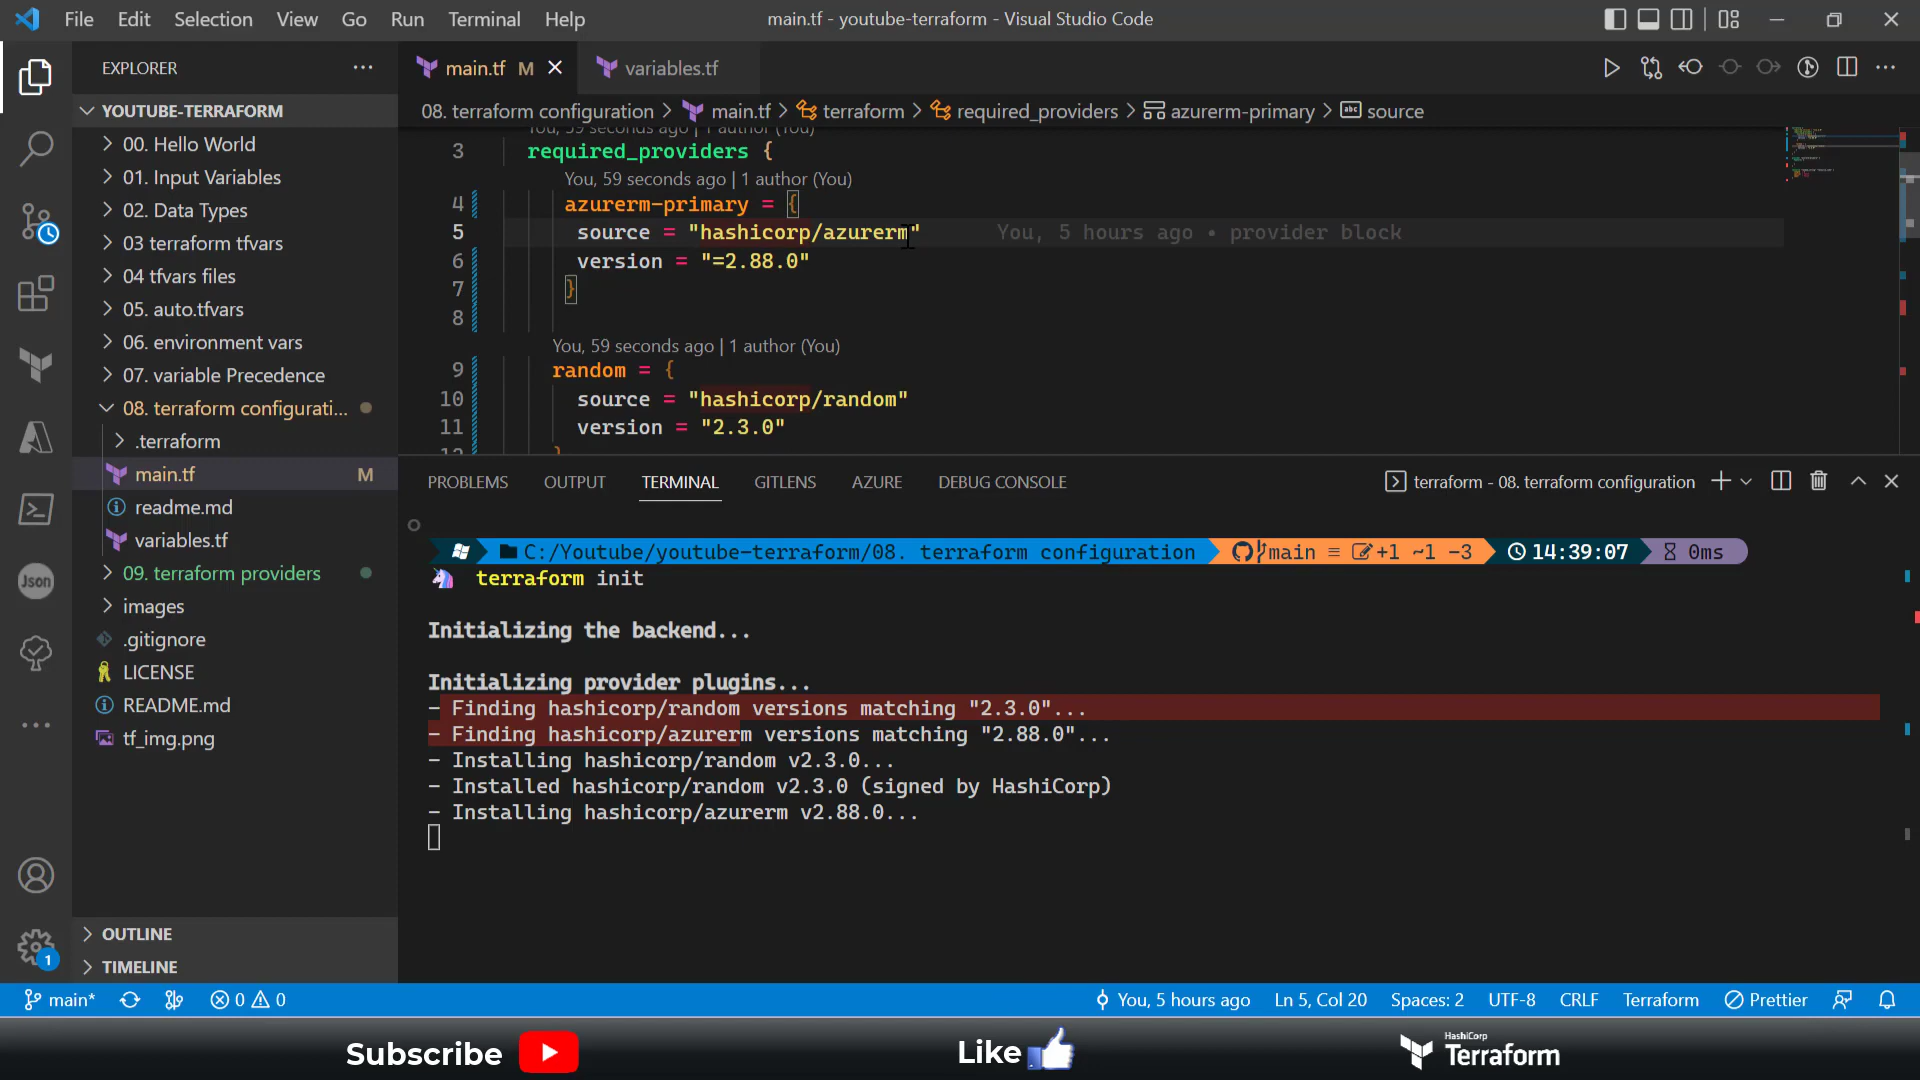 File Edit Selection View Go Run Terminal Help
main.tf - youtube-terraform - Visual Studio Code
EXPLORER
YOUTUBE-TERRAFORM
00. Hello World
01. Input Variables
02. Data Types
03 terraform tfvars
04 tfvars files
05. auto.tfvars
06. environment vars
07. variable Precedence
08. terraform configurati...
.terraform
main.tf M
readme.md
variables.tf
09. terraform providers
images
.gitignore
LICENSE
README.md
tf_img.png
OUTLINE
TIMELINE
Json
1
main.tf M
variables.tf
08. terraform configuration > main.tf > terraform > required_providers > azurerm-primary > abc source
You, 59 seconds ago | 1 author (You)
3 required_providers {
You, 59 seconds ago | 1 author (You)
4 azurerm-primary = {
5 source = "hashicorp/azurerm" You, 5 hours ago • provider block
6 version = "=2.88.0"
7 }
8
You, 59 seconds ago | 1 author (You)
9 random = {
10 source = "hashicorp/random"
11 version = "2.3.0"
12 }
PROBLEMS OUTPUT TERMINAL GITLENS AZURE DEBUG CONSOLE
terraform - 08. terraform configuration
C:/Youtube/youtube-terraform/08. terraform configuration main ≡ +1 ~1 -3 14:39:07 0ms
terraform init
Initializing the backend...
Initializing provider plugins...
- Finding hashicorp/random versions matching "2.3.0"...
- Finding hashicorp/azurerm versions matching "2.88.0"...
- Installing hashicorp/random v2.3.0...
- Installed hashicorp/random v2.3.0 (signed by HashiCorp)
- Installing hashicorp/azurerm v2.88.0...
main* 0 0
You, 5 hours ago Ln 5, Col 20 Spaces: 2 UTF-8 CRLF Terraform Prettier
Subscribe
Like
HashiCorp
Terraform